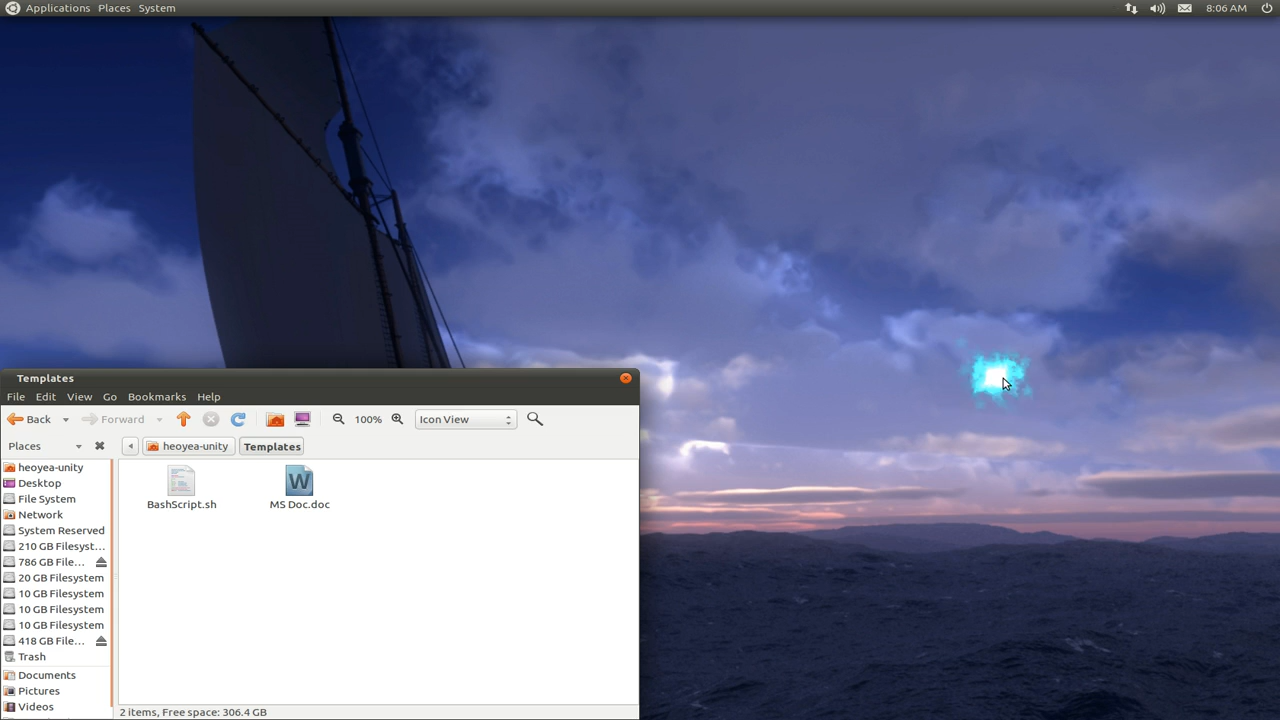 Applications Places System 8:06 AM
Templates
File Edit View Go Bookmarks Help
Back Forward 100% Icon View
Places heoyea-unity Templates
heoyea-unity
Desktop
File System
Network
System Reserved
210 GB Filesyst...
786 GB File...
20 GB Filesystem
10 GB Filesystem
10 GB Filesystem
10 GB Filesystem
418 GB File...
Trash
Documents
Pictures
Videos
W
BashScript.sh MS Doc.doc
2 items, Free space: 306.4 GB